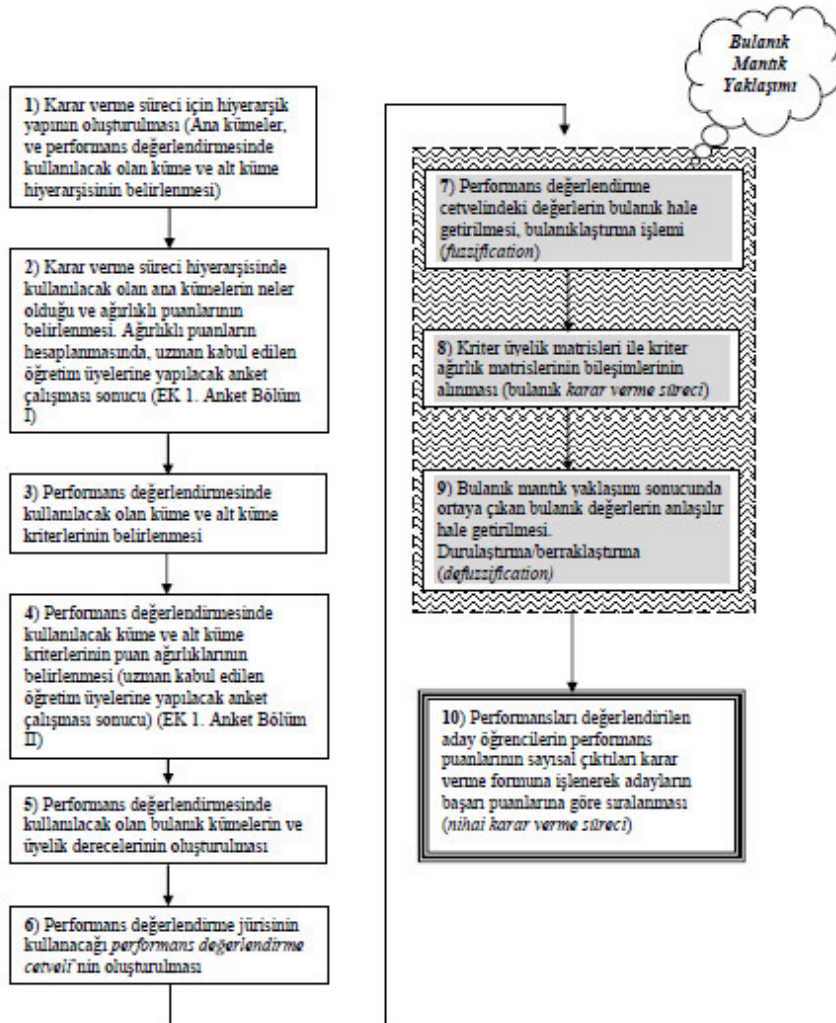 1) Karar verme süreci için hiyerarşik
yapının oluşturulması (Ana kümeler,
ve performans değerlendirmesinde
kullanılacak olan küme ve alt küme
hiyerarşisinin belirlenmesi)
2) Karar verme süreci hiyerarşisinde
kullanılacak olan ana kümelerin neler
olduğu ve ağırlıklı puanlarının
belirlenmesi. Ağırlıklı puanların
hesaplanmasında, uzman kabul edilen
öğretim üyelerine yapılacak anket
çalışması sonucu (EK 1. Anket Bölüm
I)
3) Performans değerlendirmesinde
kullanılacak olan küme ve alt küme
kriterlerinin belirlenmesi
4) Performans değerlendirmesinde
kullanılacak küme ve alt küme
kriterlerinin puan ağırlıklarının
belirlenmesi (uzman kabul edilen
öğretim üyelerine yapılacak anket
çalışması sonucu) (EK 1. Anket Bölüm
II)
5) Performans değerlendirmesinde
kullanılacak olan bulanık kümelerin ve
üyelik derecelerinin oluşturulması
6) Performans değerlendirme jürisinin
kullanacağı performans değerlendirme
cetveli'nin oluşturulması
Bulanık
Mantık
Yaklaşımı
7) Performans değerlendirme
cetvelindeki değerlerin bulanık hale
getirilmesi, bulanıklaştırma işlemi
(fuzzification)
8) Kriter üyelik matrisleri ile kriter
ağırlık matrislerinin bileşimlerinin
alınması (bulanık karar verme süreci)
9) Bulanık mantık yaklaşımı sonucunda
ortaya çıkan bulanık değerlerin anlaşılır
hale getirilmesi.
Durulaştırma/berraklaştırma
(defuzzification)
10) Performansları değerlendirilen
aday öğrencilerin performans
puanlarının sayısal çıktıları karar
verme formuna işlenerek adayların
başarı puanlarına göre sıralanması
(nihai karar verme süreci)